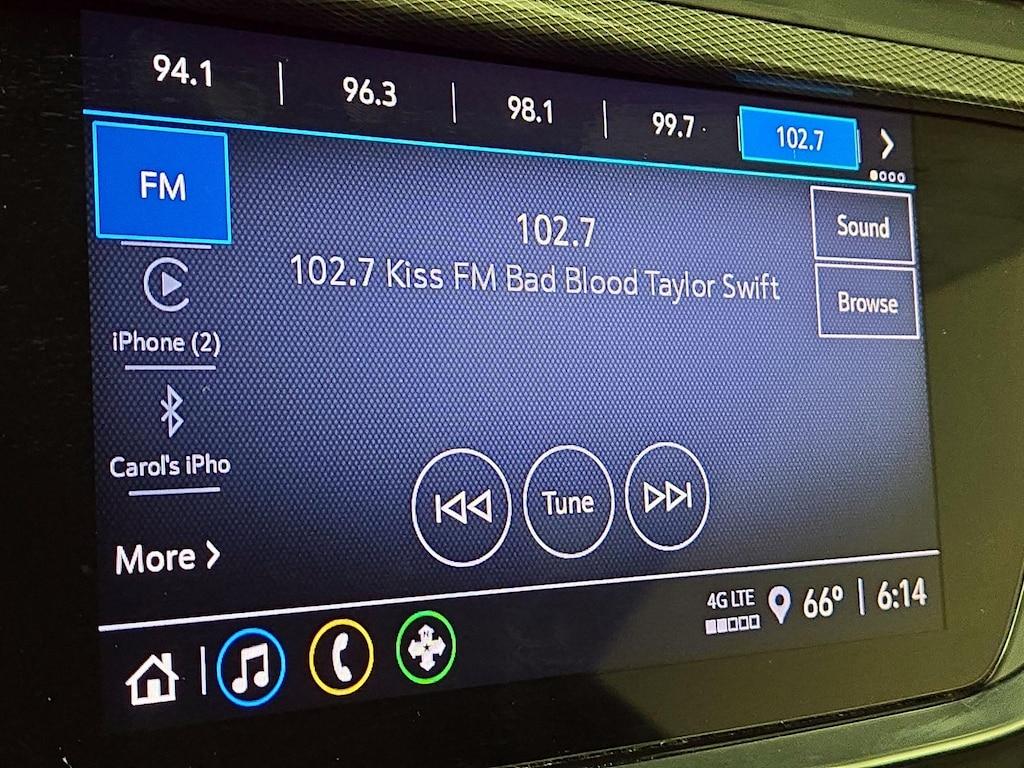 94.1 | 96.3 | 98.1 | 99.7 102.7
FM
102.7
102.7 Kiss FM Bad Blood Taylor Swift
Sound
Browse
iPhone (2)
Carol's iPho
Tune
More
4G LTE 66° | 6:14